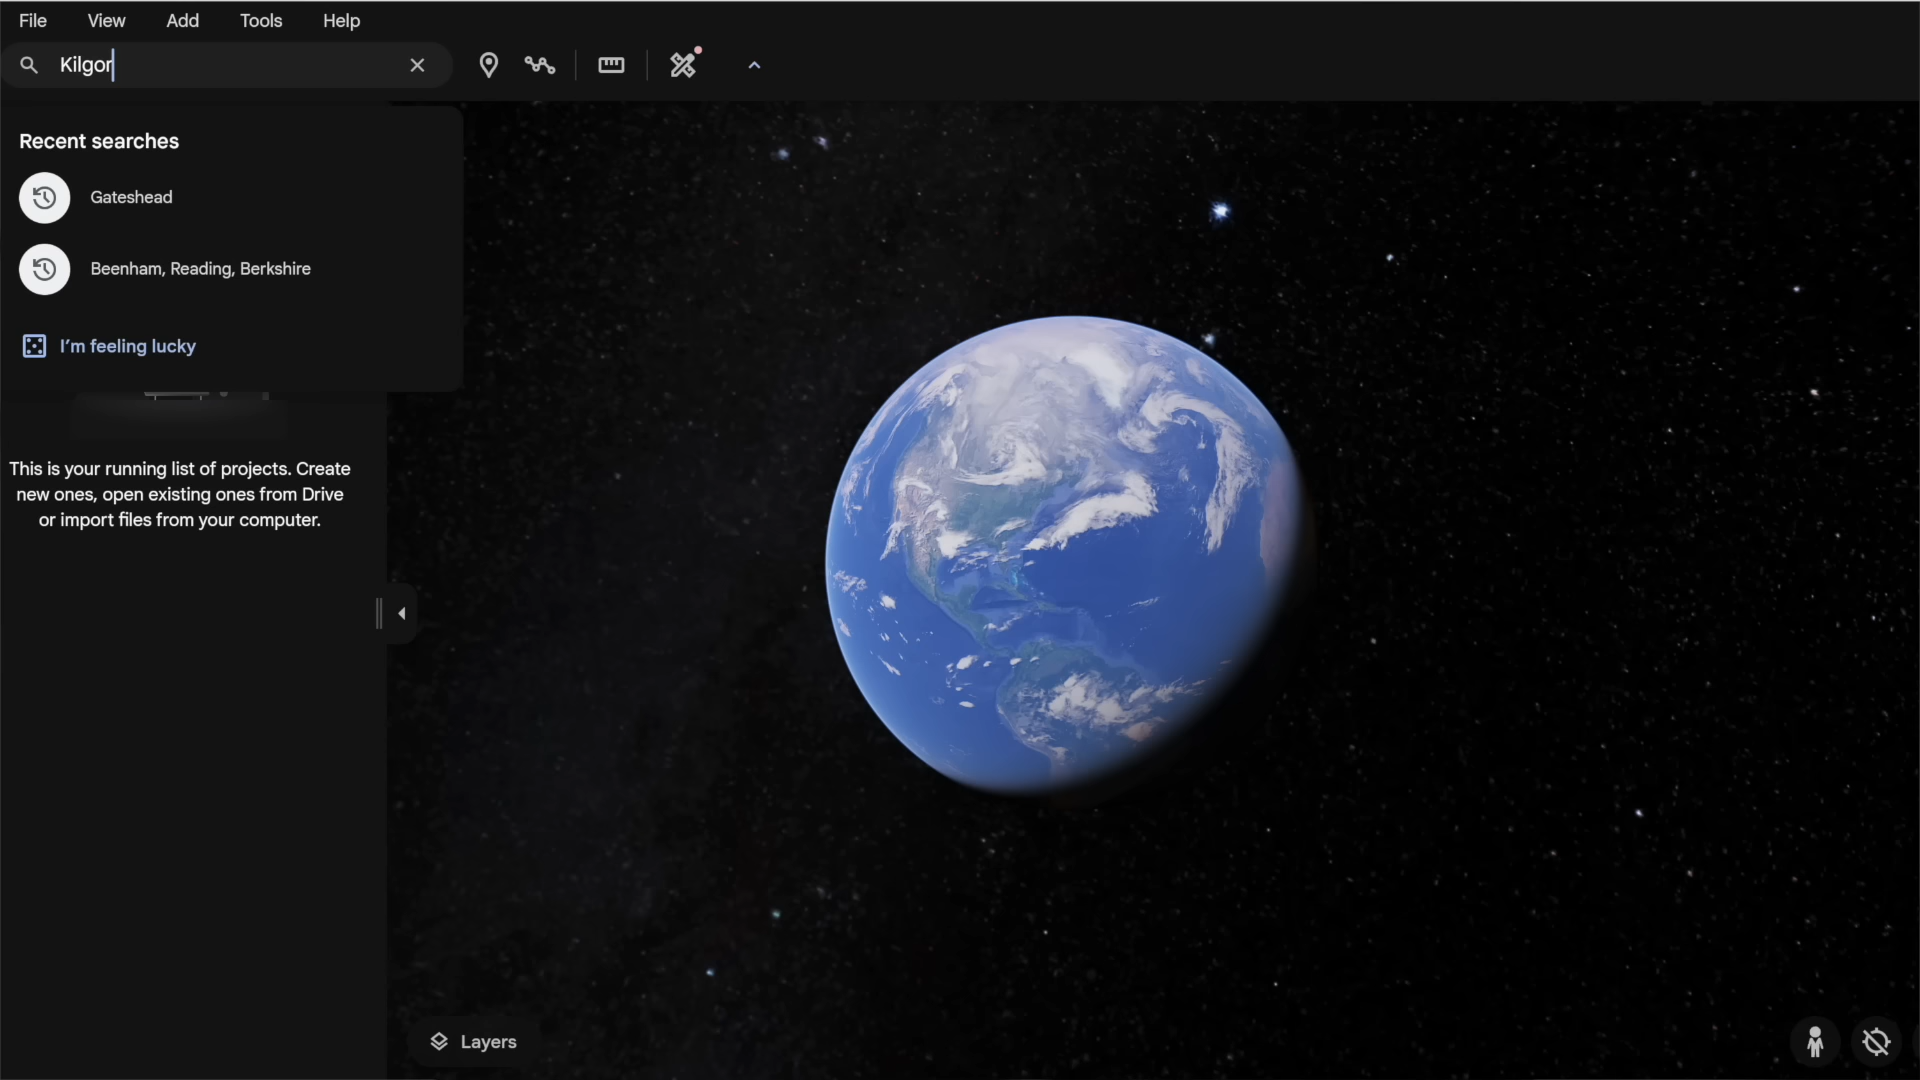 File View Add Tools Help
Kilgor
Recent searches
Gateshead
Beenham, Reading, Berkshire
I’m feeling lucky
This is your running list of projects. Create
new ones, open existing ones from Drive
or import files from your computer.
Layers